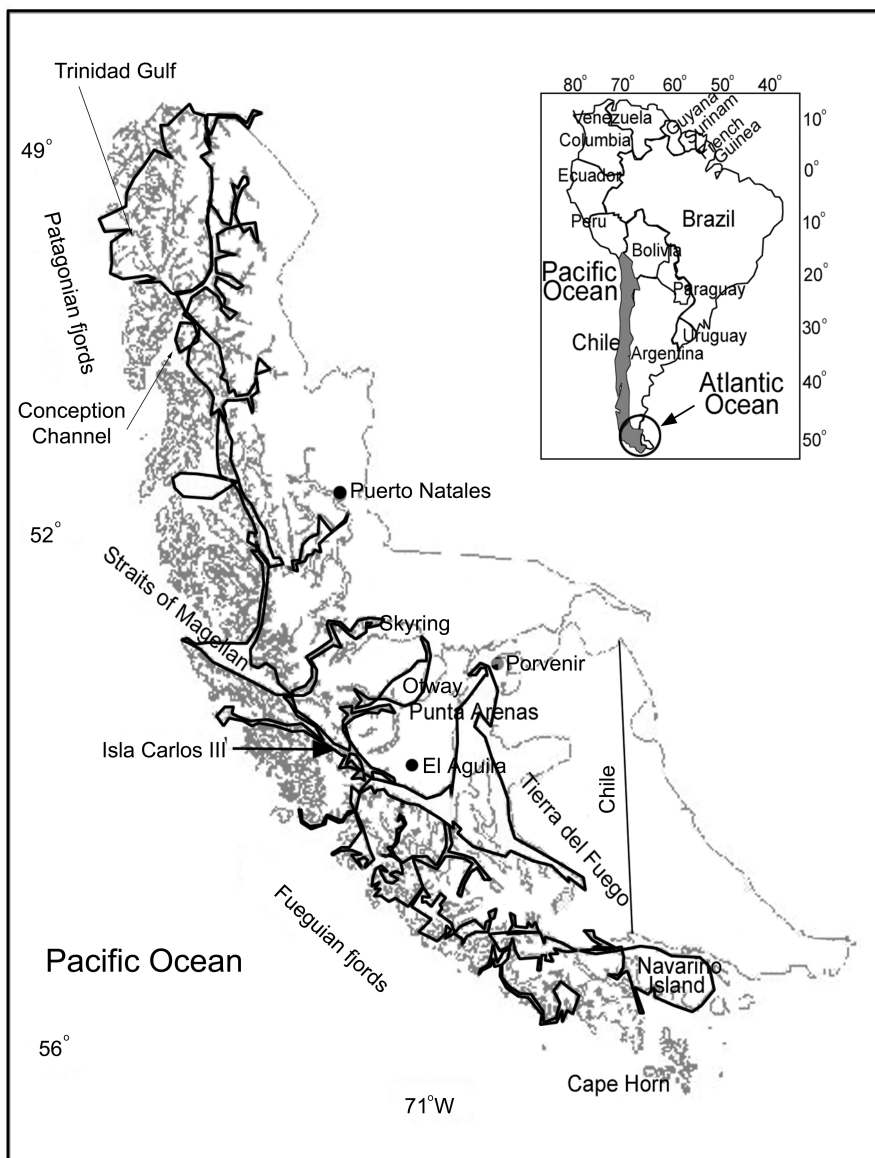 Trinidad Gulf
49°
Patagonian fjords
Conception
Channel
Puerto Natales
52°
Straits of Magellan
Skyring
Otway
Porvenir
Punta Arenas
Isla Carlos III
El Aguila
Chile
Tierra del Fuego
Fueguian fjords
Pacific Ocean
Navarino
Island
56°
Cape Horn
71°W
80° 70° 60° 50° 40°
Venezuela
Guyana
Surinam
French
Guinea
Columbia
Ecuador
Peru
Brazil
Bolivia
Pacific
Ocean
Paraguay
Chile
Uruguay
Argentina
Atlantic
Ocean
10°
0°
10°
20°
30°
40°
50°